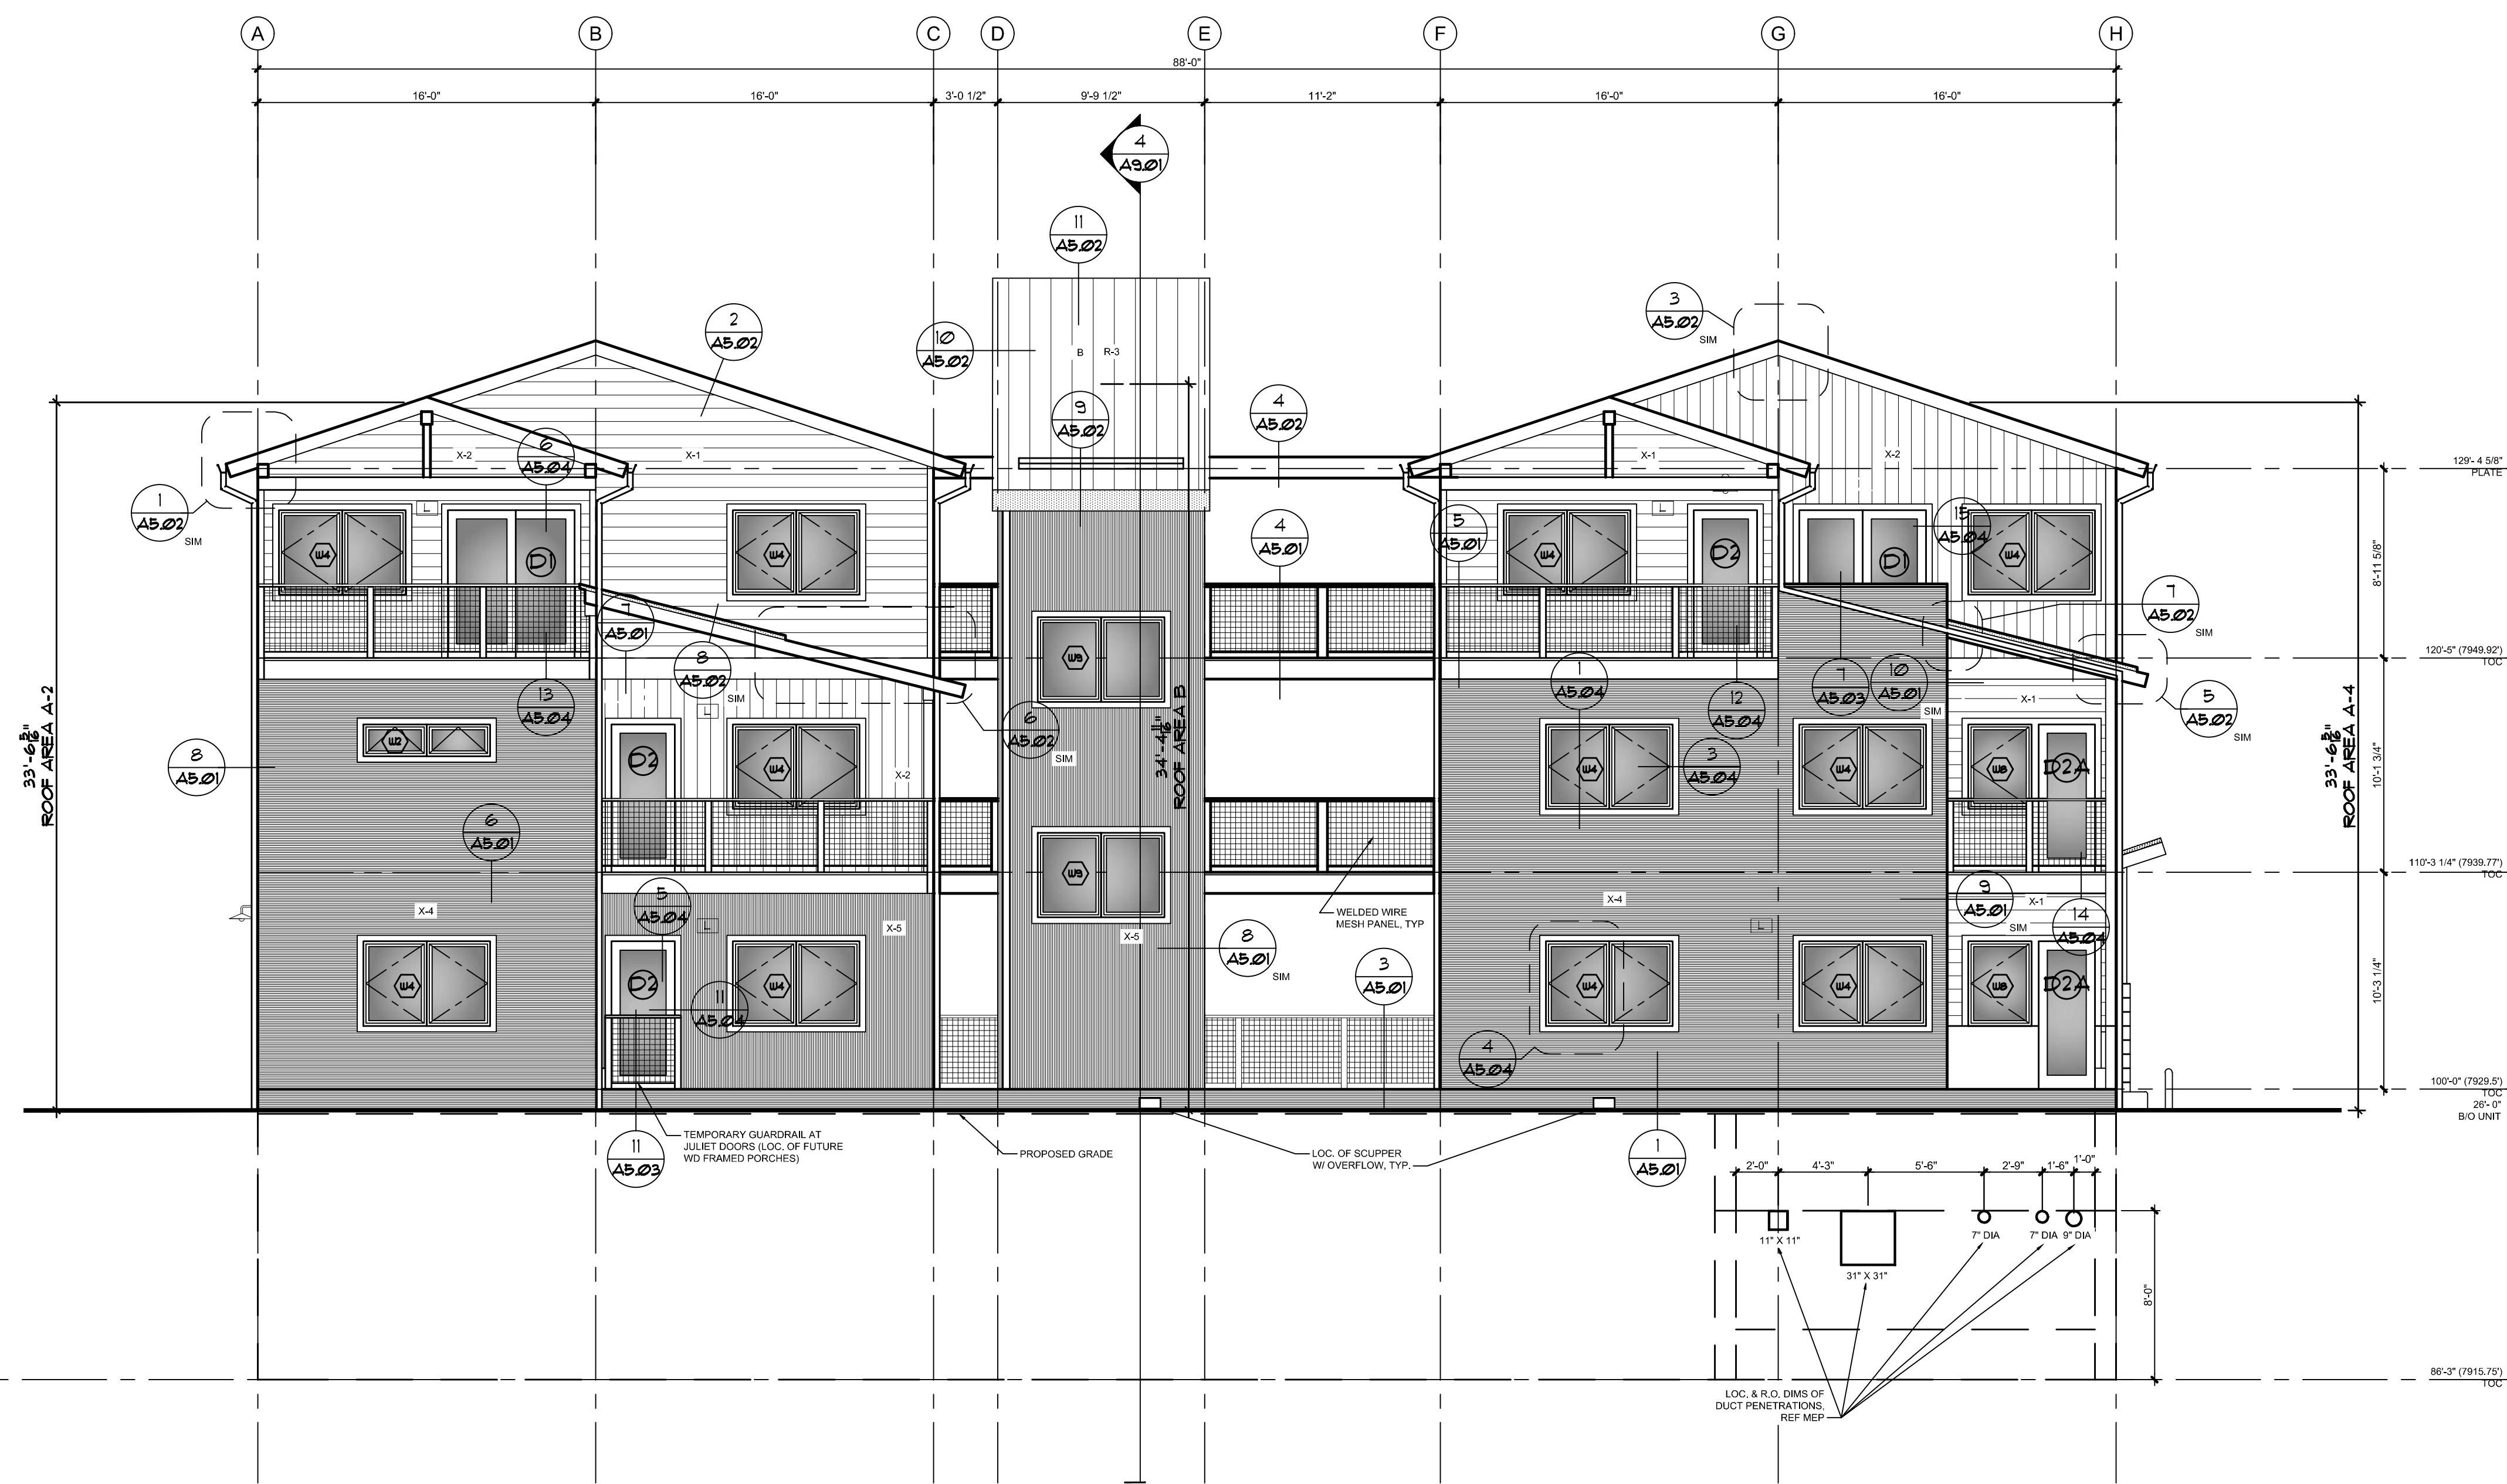 A B C D E F G H
88'-0"
16'-0" 16'-0" 3'-0 1/2" 9'-9 1/2" 11'-2" 16'-0" 16'-0"
4
A9.01
11
A5.02
3
A5.02
SIM
2
A5.02
10
A5.02
B R-3
9
A5.02
4
A5.02
X-2
6
A5.04
X-1
X-1
X-2
129'- 4 5/8"
PLATE
1
A5.02
SIM
L
L
W4
D1
W4
4
A5.01
5
A5.01
W4
D2
D1
15
A5.04
W4
8'-11 5/8"
7
A5.01
8
A5.02
SIM
W3
7
A5.02
SIM
120'-5" (7949.92')
TOC
13
A5.04
L
6
A5.02
SIM
1
A5.04
12
A5.04
7
A5.03
10
A5.01
SIM
X-1
5
A5.02
SIM
33'-6 5/16"
ROOF AREA A-2
34'-4 11/16"
ROOF AREA B
33'-6 5/16"
ROOF AREA A-4
8
A5.01
W2
D2
W4
X-2
W4
3
A5.04
W4
W8
D2A
10'-1 3/4"
6
A5.01
W3
110'-3 1/4" (7939.77')
TOC
X-4
5
A5.04
L
X-5
X-5
WELDED WIRE
MESH PANEL, TYP
X-4
L
9
A5.01
SIM
X-1
14
A5.04
8
A5.01
SIM
3
A5.01
W4
D2
11
A5.04
W4
W4
W4
W8
D2A
10'-3 1/4"
4
A5.04
100'-0" (7929.5')
TOC
26'- 0"
B/O UNIT
11
A5.03
TEMPORARY GUARDRAIL AT
JULIET DOORS (LOC. OF FUTURE
WD FRAMED PORCHES)
PROPOSED GRADE
LOC. OF SCUPPER
W/ OVERFLOW, TYP.
1
A5.01
2'-0" 4'-3" 5'-6" 2'-9" 1'-6" 1'-0"
11" X 11"
31" X 31"
7" DIA 7" DIA 9" DIA
8'-0"
LOC. & R.O. DIMS OF
DUCT PENETRATIONS,
REF MEP
86'-3" (7915.75')
TOC